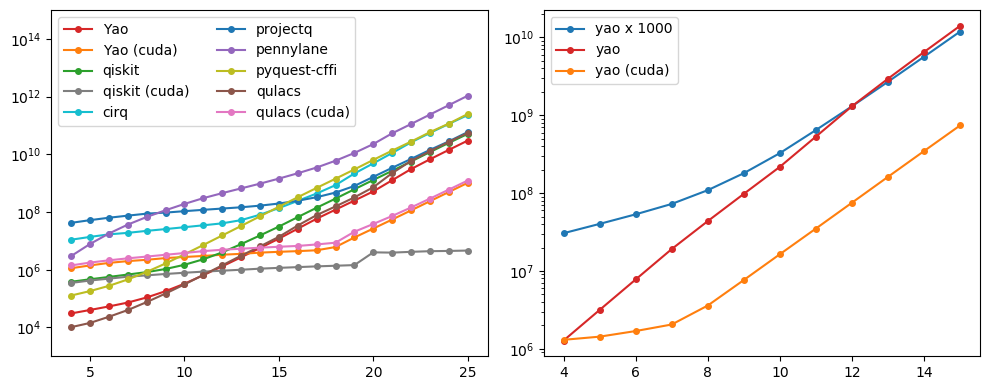 Yao
Yao (cuda)
qiskit
qiskit (cuda)
cirq
projectq
pennylane
pyquest-cffi
qulacs
qulacs (cuda)
10^14
10^12
10^10
10^8
10^6
10^4
5 10 15 20 25
yao x 1000
yao
yao (cuda)
10^10
10^9
10^8
10^7
10^6
4 6 8 10 12 14